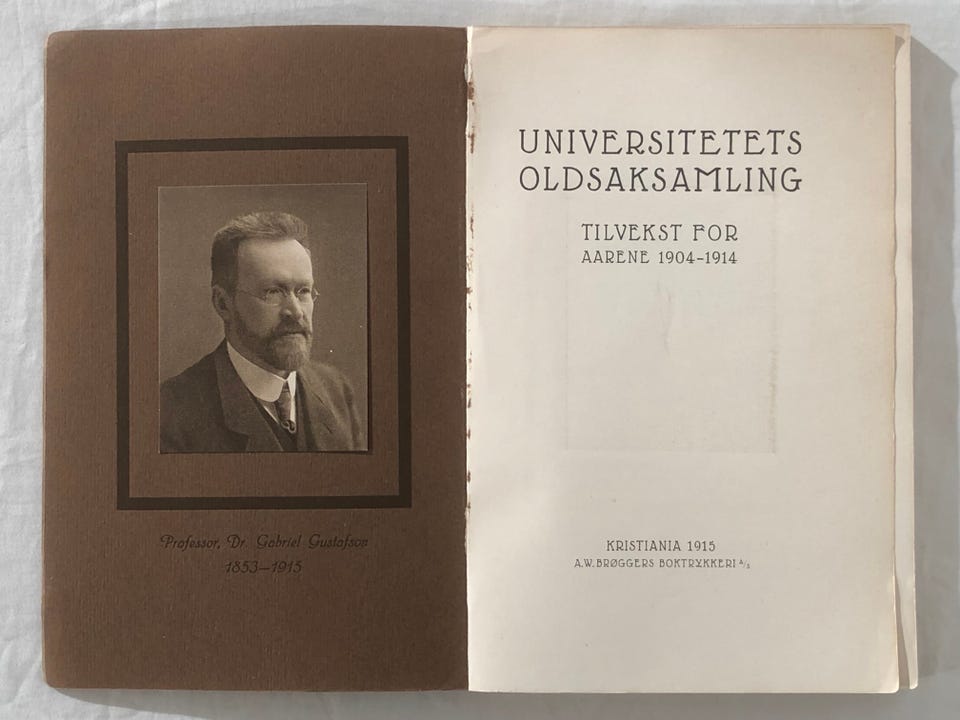 Professor, Dr. Gabriel Gustafson
1853—1915
UNIVERSITETETS
OLDSAKSAMLING
TILVEKST FOR
AARENE 1904-1914
KRISTIANIA 1915
A.W. BRØGGERS BOKTRYKKERI A/S